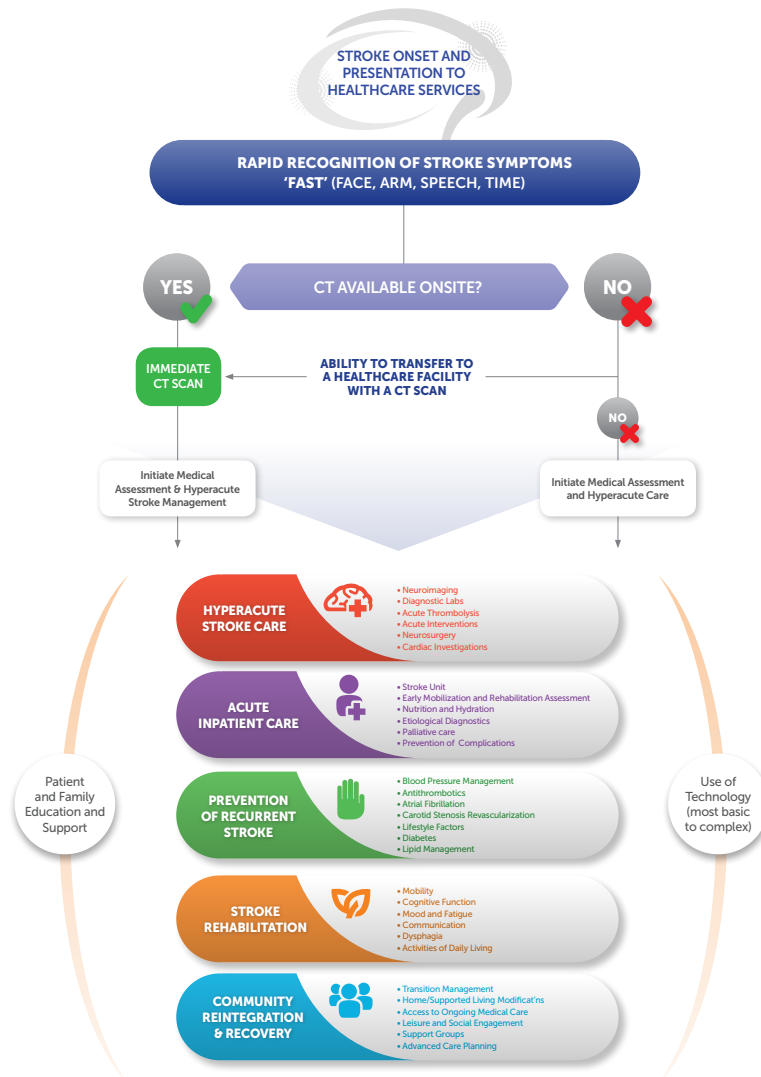 STROKE ONSET AND
PRESENTATION TO
HEALTHCARE SERVICES
RAPID RECOGNITION OF STROKE SYMPTOMS
'FAST' (FACE, ARM, SPEECH, TIME)
YES
CT AVAILABLE ONSITE?
NO
IMMEDIATE
CT SCAN
ABILITY TO TRANSFER TO
A HEALTHCARE FACILITY
WITH A CT SCAN
NO
Initiate Medical
Assessment & Hyperacute
Stroke Management
Initiate Medical Assessment
and Hyperacute Care
HYPERACUTE
STROKE CARE
• Neuroimaging
• Diagnostic Labs
• Acute Thrombolysis
• Acute Interventions
• Neurosurgery
• Cardiac Investigations
ACUTE
INPATIENT CARE
• Stroke Unit
• Early Mobilization and Rehabilitation Assessment
• Nutrition and Hydration
• Etiological Diagnostics
• Palliative care
• Prevention of Complications
Patient
and Family
Education and
Support
PREVENTION
OF RECURRENT
STROKE
• Blood Pressure Management
• Antithrombotics
• Atrial Fibrillation
• Carotid Stenosis Revascularization
• Lifestyle Factors
• Diabetes
• Lipid Management
Use of
Technology
(most basic
to complex)
STROKE
REHABILITATION
• Mobility
• Cognitive Function
• Mood and Fatigue
• Communication
• Dysphagia
• Activities of Daily Living
COMMUNITY
REINTEGRATION
& RECOVERY
• Transition Management
• Home/Supported Living Modificat'ns
• Access to Ongoing Medical Care
• Leisure and Social Engagement
• Support Groups
• Advanced Care Planning